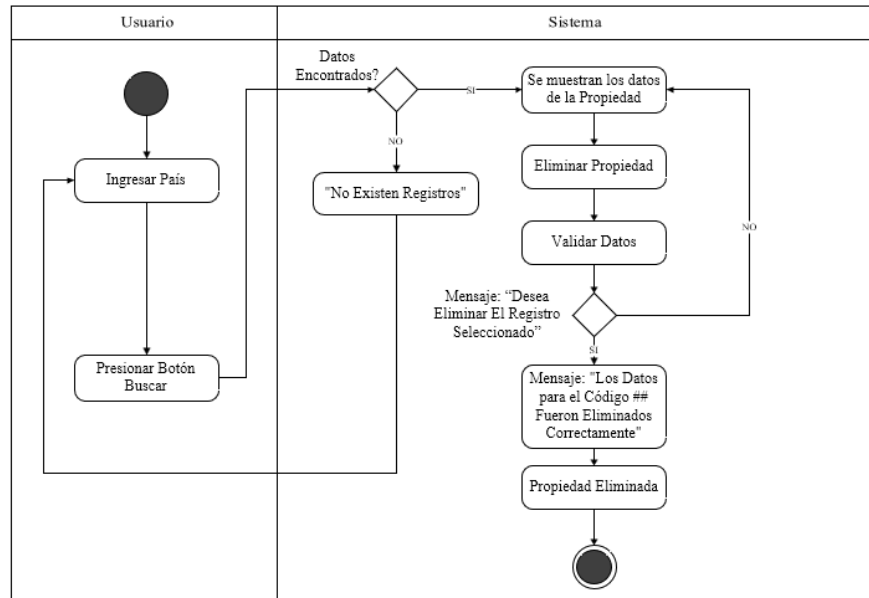 Usuario
Sistema
Datos
Encontrados?
SI
Se muestran los datos
de la Propiedad
NO
Ingresar País
"No Existen Registros"
Eliminar Propiedad
Validar Datos
NO
Mensaje: “Desea
Eliminar El Registro
Seleccionado”
SI
Presionar Botón
Buscar
Mensaje: "Los Datos
para el Código ##
Fueron Eliminados
Correctamente"
Propiedad Eliminada